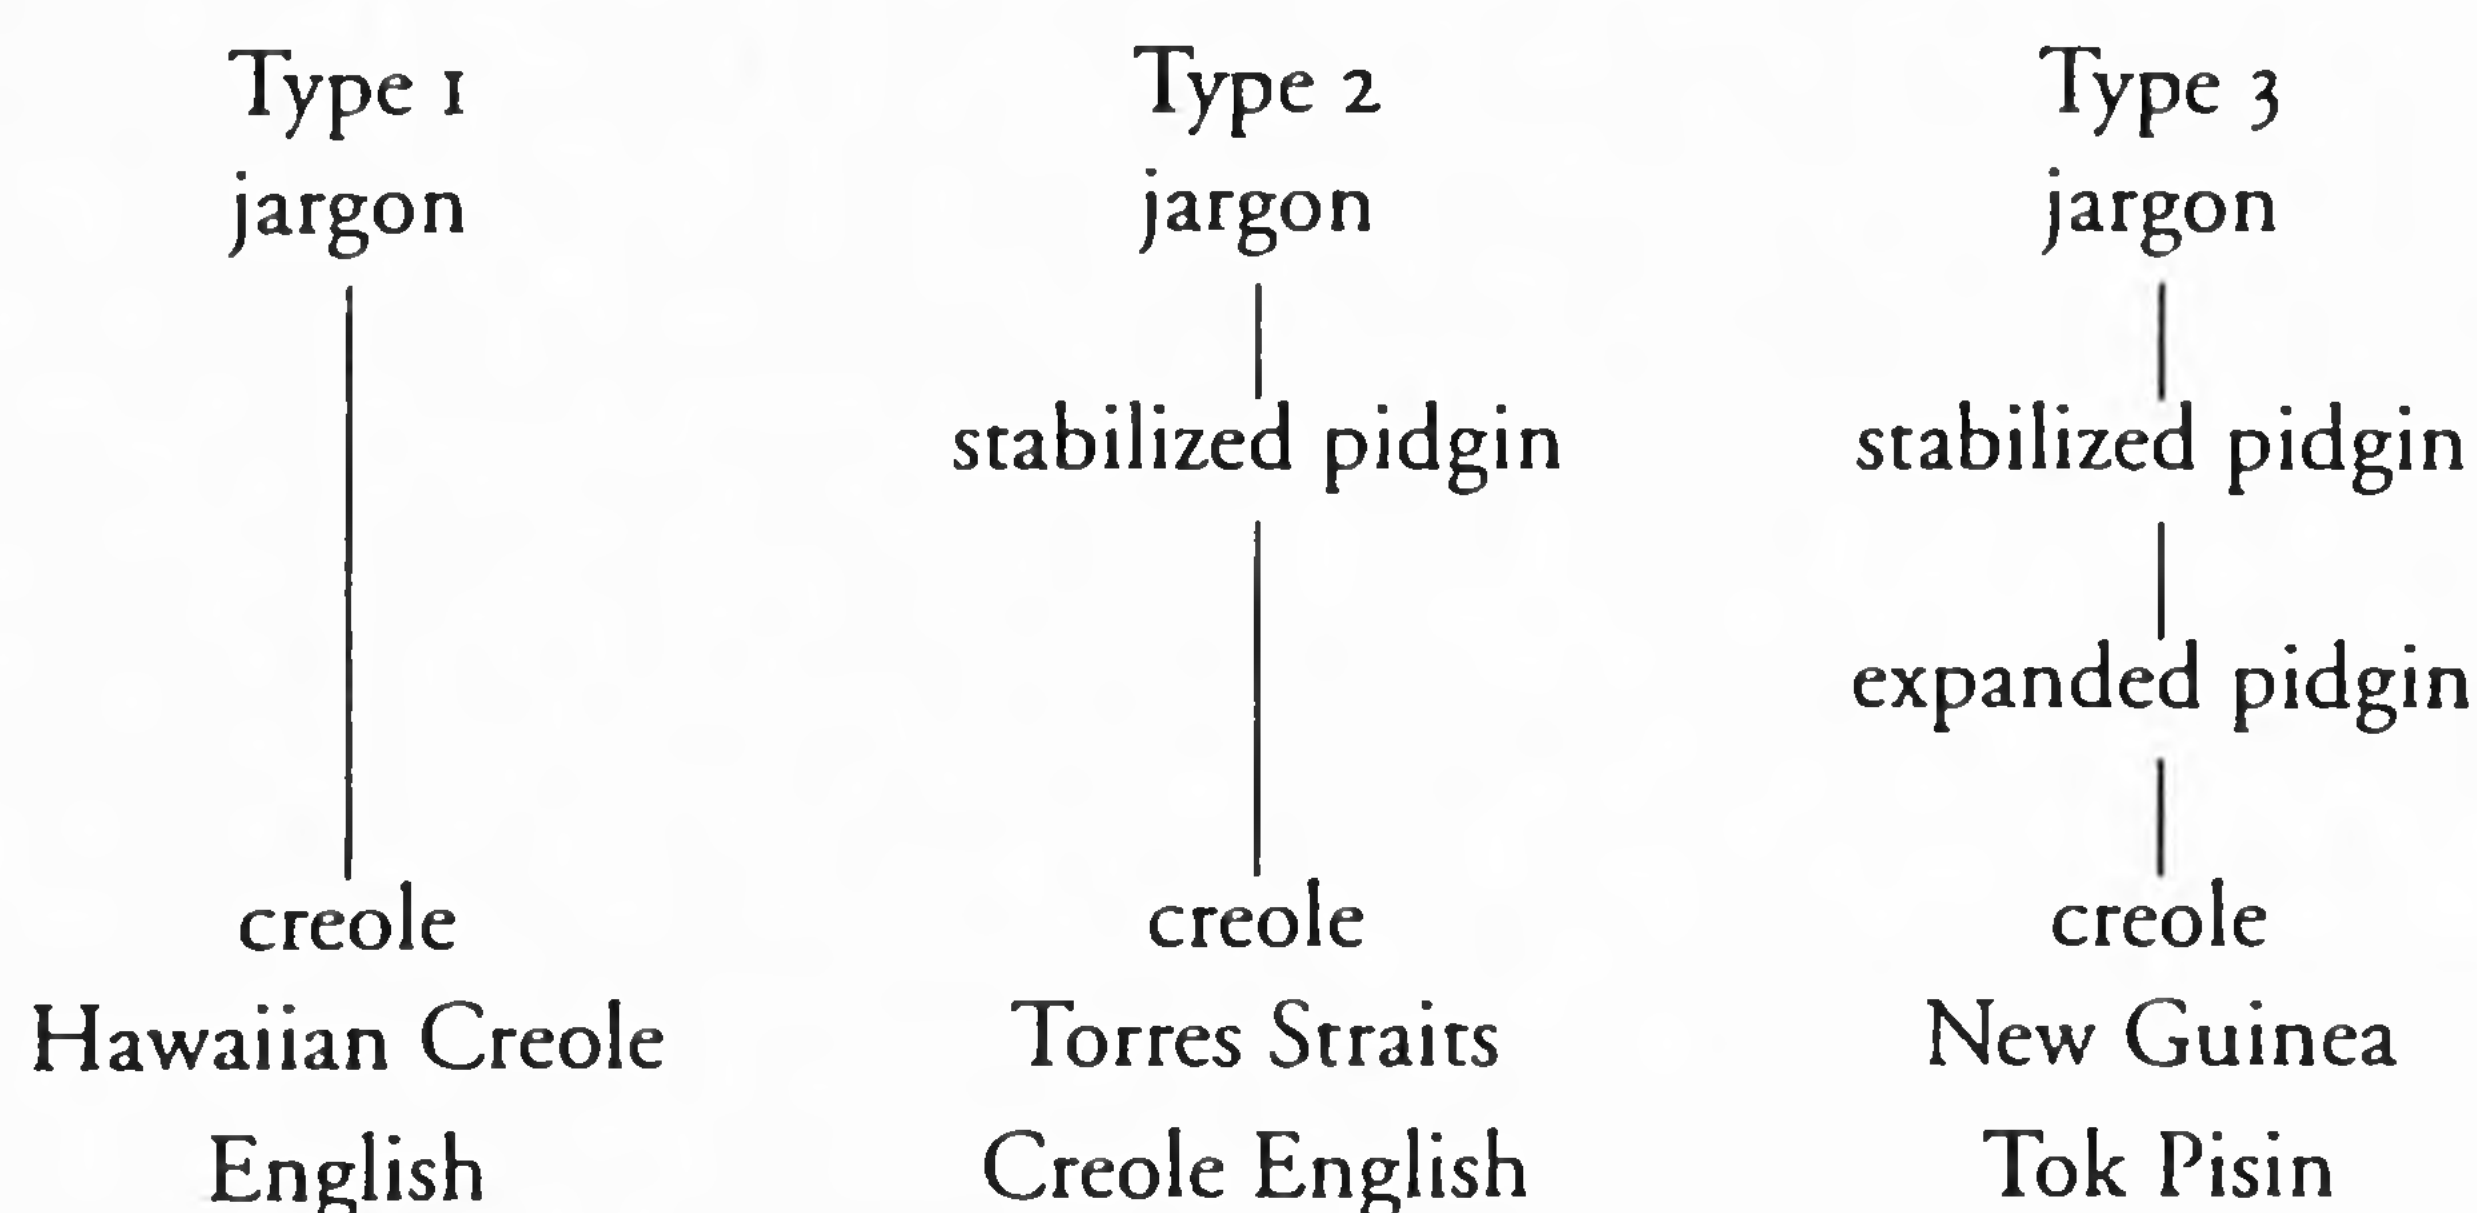 Type 1 Type 2 Type 3
jargon jargon jargon
stabilized pidgin stabilized pidgin
expanded pidgin
creole creole creole
Hawaiian Creole Torres Straits New Guinea
English Creole English Tok Pisin